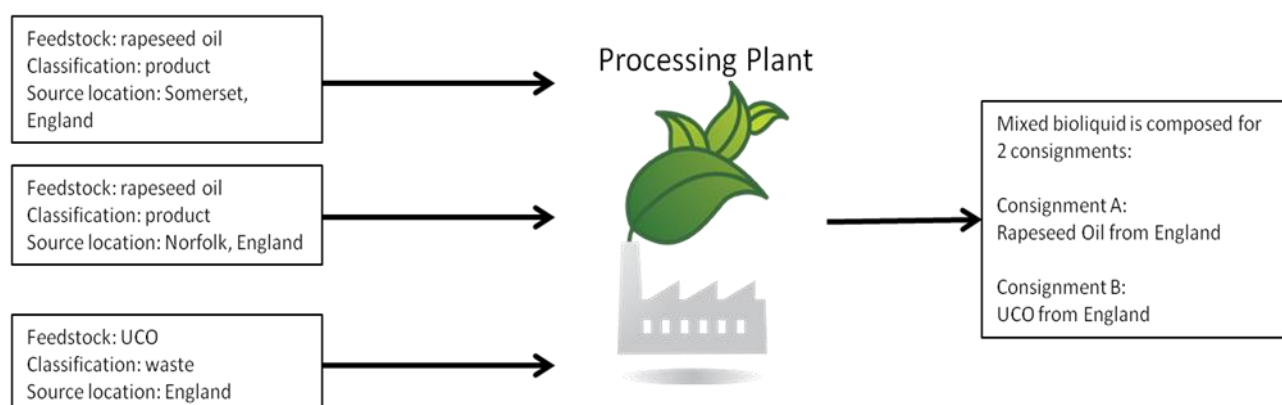 Feedstock: rapeseed oil
Classification: product
Source location: Somerset,
England
Feedstock: rapeseed oil
Classification: product
Source location: Norfolk, England
Feedstock: UCO
Classification: waste
Source location: England
Processing Plant
Mixed bioliquid is composed for
2 consignments:
Consignment A:
Rapeseed Oil from England
Consignment B:
UCO from England